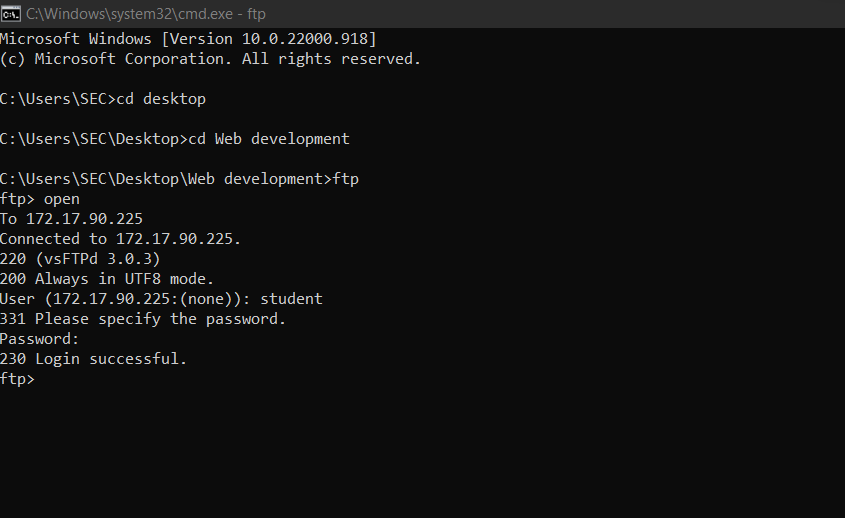 C:\Windows\system32\cmd.exe - ftp
Microsoft Windows [Version 10.0.22000.918]
(c) Microsoft Corporation. All rights reserved.
C:\Users\SEC>cd desktop
C:\Users\SEC\Desktop>cd Web development
C:\Users\SEC\Desktop\Web development>ftp
ftp> open
To 172.17.90.225
Connected to 172.17.90.225.
220 (vsFTPd 3.0.3)
200 Always in UTF8 mode.
User (172.17.90.225:(none)): student
331 Please specify the password.
Password:
230 Login successful.
ftp>